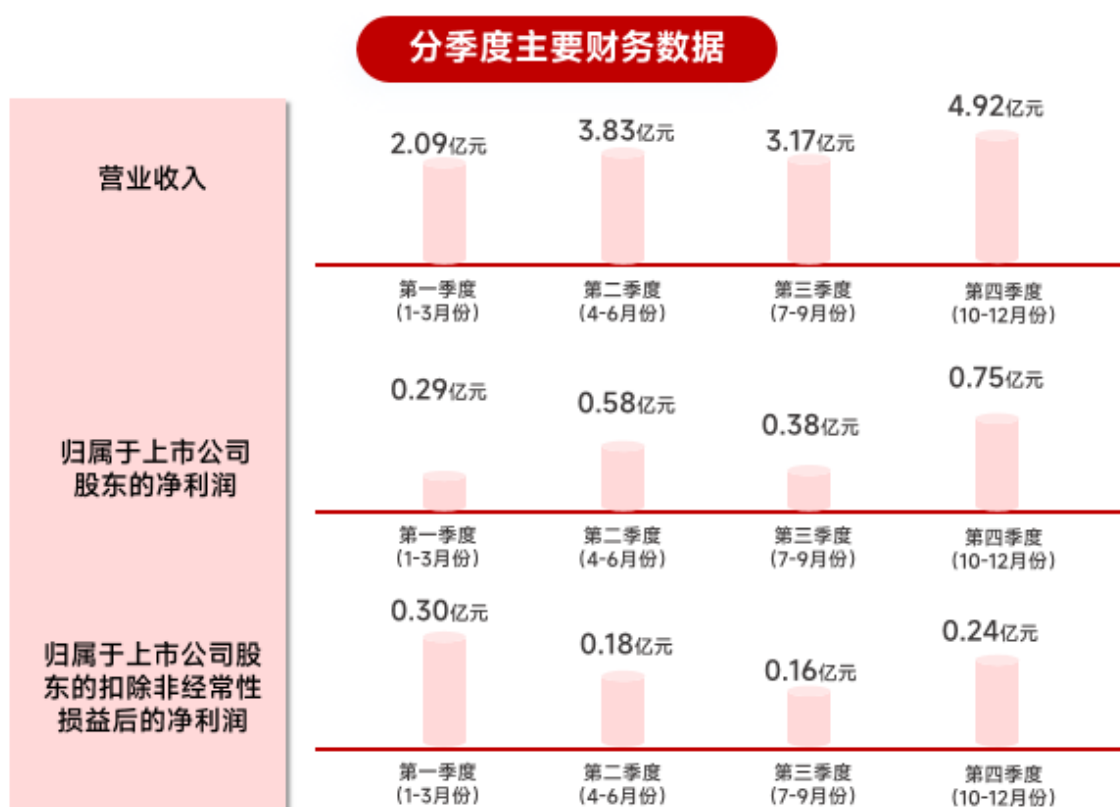 分季度主要财务数据
营业收入
2.09亿元
3.83亿元
3.17亿元
4.92亿元
第一季度
(1-3月份)
第二季度
(4-6月份)
第三季度
(7-9月份)
第四季度
(10-12月份)
归属于上市公司
股东的净利润
0.29亿元
0.58亿元
0.38亿元
0.75亿元
第一季度
(1-3月份)
第二季度
(4-6月份)
第三季度
(7-9月份)
第四季度
(10-12月份)
归属于上市公司股
东的扣除非经常性
损益后的净利润
0.30亿元
0.18亿元
0.16亿元
0.24亿元
第一季度
(1-3月份)
第二季度
(4-6月份)
第三季度
(7-9月份)
第四季度
(10-12月份)